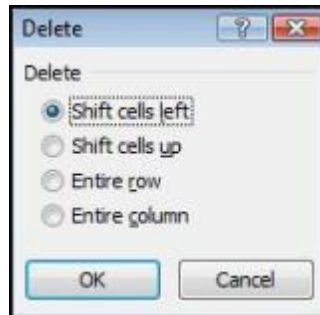 Delete
Delete
Shift cells left
Shift cells up
Entire row
Entire column
OK Cancel